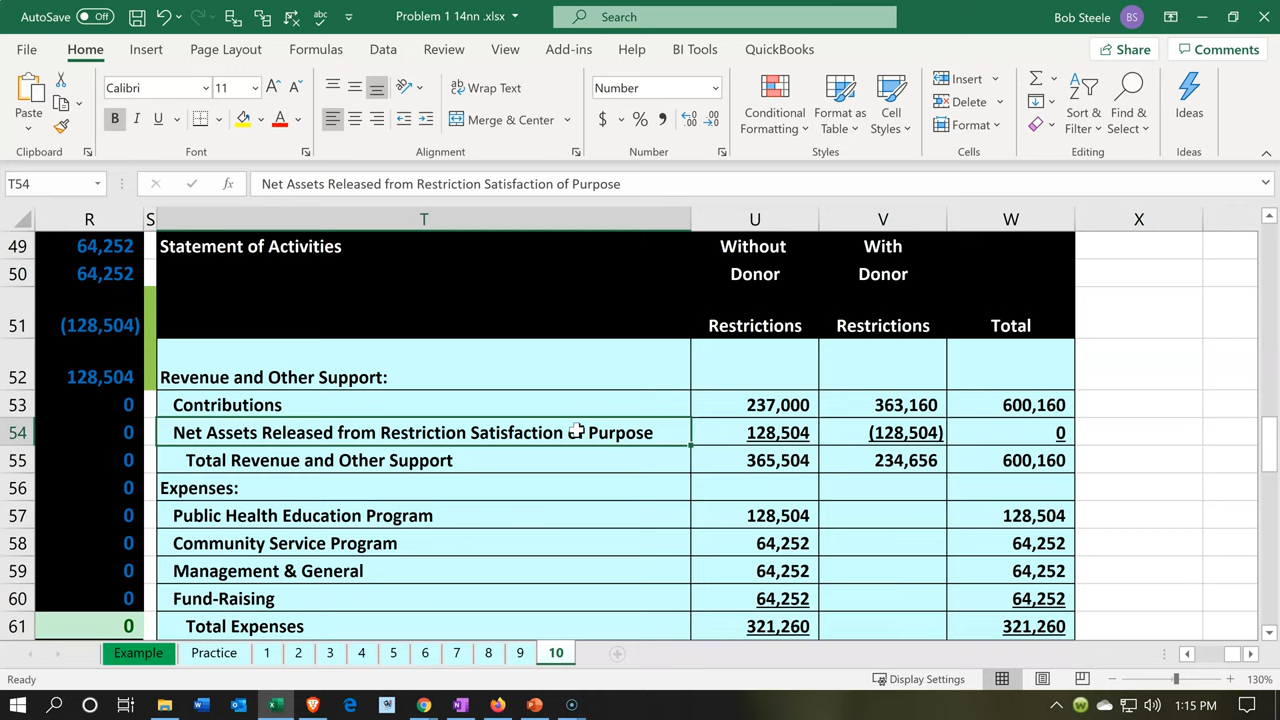 AutoSave Off Problem 1 14nn .xlsx Search Bob Steele BS
File Home Insert Page Layout Formulas Data Review View Add-ins Help BI Tools QuickBooks Share Comments
Paste Calibri 11 A A Wrap Text Number Conditional Formatting Format as Table Cell Styles Insert Delete Format Sort & Filter Find & Select Ideas
B I U A Merge & Center $ % ,
Clipboard Font Alignment Number Styles Cells Editing Ideas
T54 fx Net Assets Released from Restriction Satisfaction of Purpose
R S T U V W X
49 64,252 Statement of Activities Without With
50 64,252 Donor Donor
51 (128,504) Restrictions Restrictions Total
52 128,504 Revenue and Other Support:
53 0 Contributions 237,000 363,160 600,160
54 0 Net Assets Released from Restriction Satisfaction of Purpose 128,504 (128,504) 0
55 0 Total Revenue and Other Support 365,504 234,656 600,160
56 0 Expenses:
57 0 Public Health Education Program 128,504 128,504
58 0 Community Service Program 64,252 64,252
59 0 Management & General 64,252 64,252
60 0 Fund-Raising 64,252 64,252
61 0 Total Expenses 321,260 321,260
Example Practice 1 2 3 4 5 6 7 8 9 10
Ready Display Settings 130%
1:15 PM